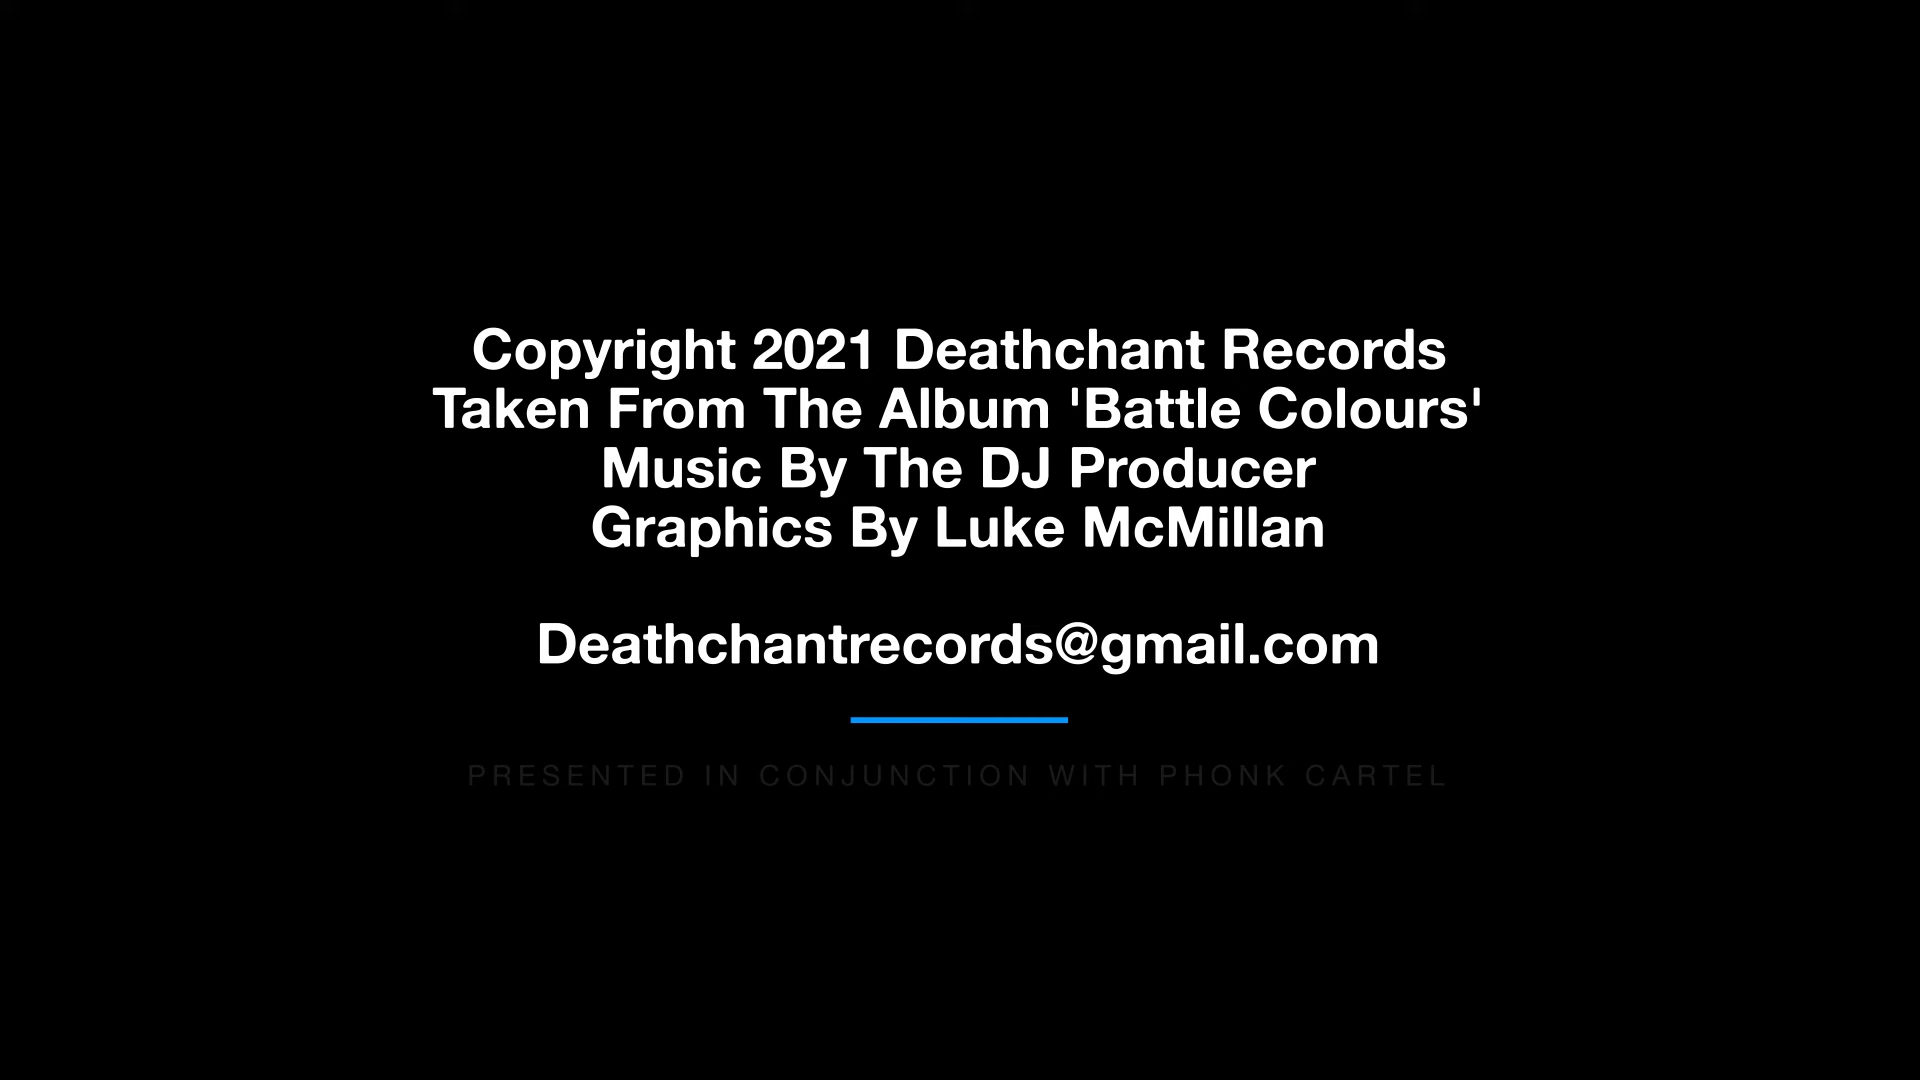 Copyright 2021 Deathchant Records
Taken From The Album 'Battle Colours'
Music By The DJ Producer
Graphics By Luke McMillan
Deathchantrecords@gmail.com
PRESENTED IN CONJUNCTION WITH PHONK CARTEL